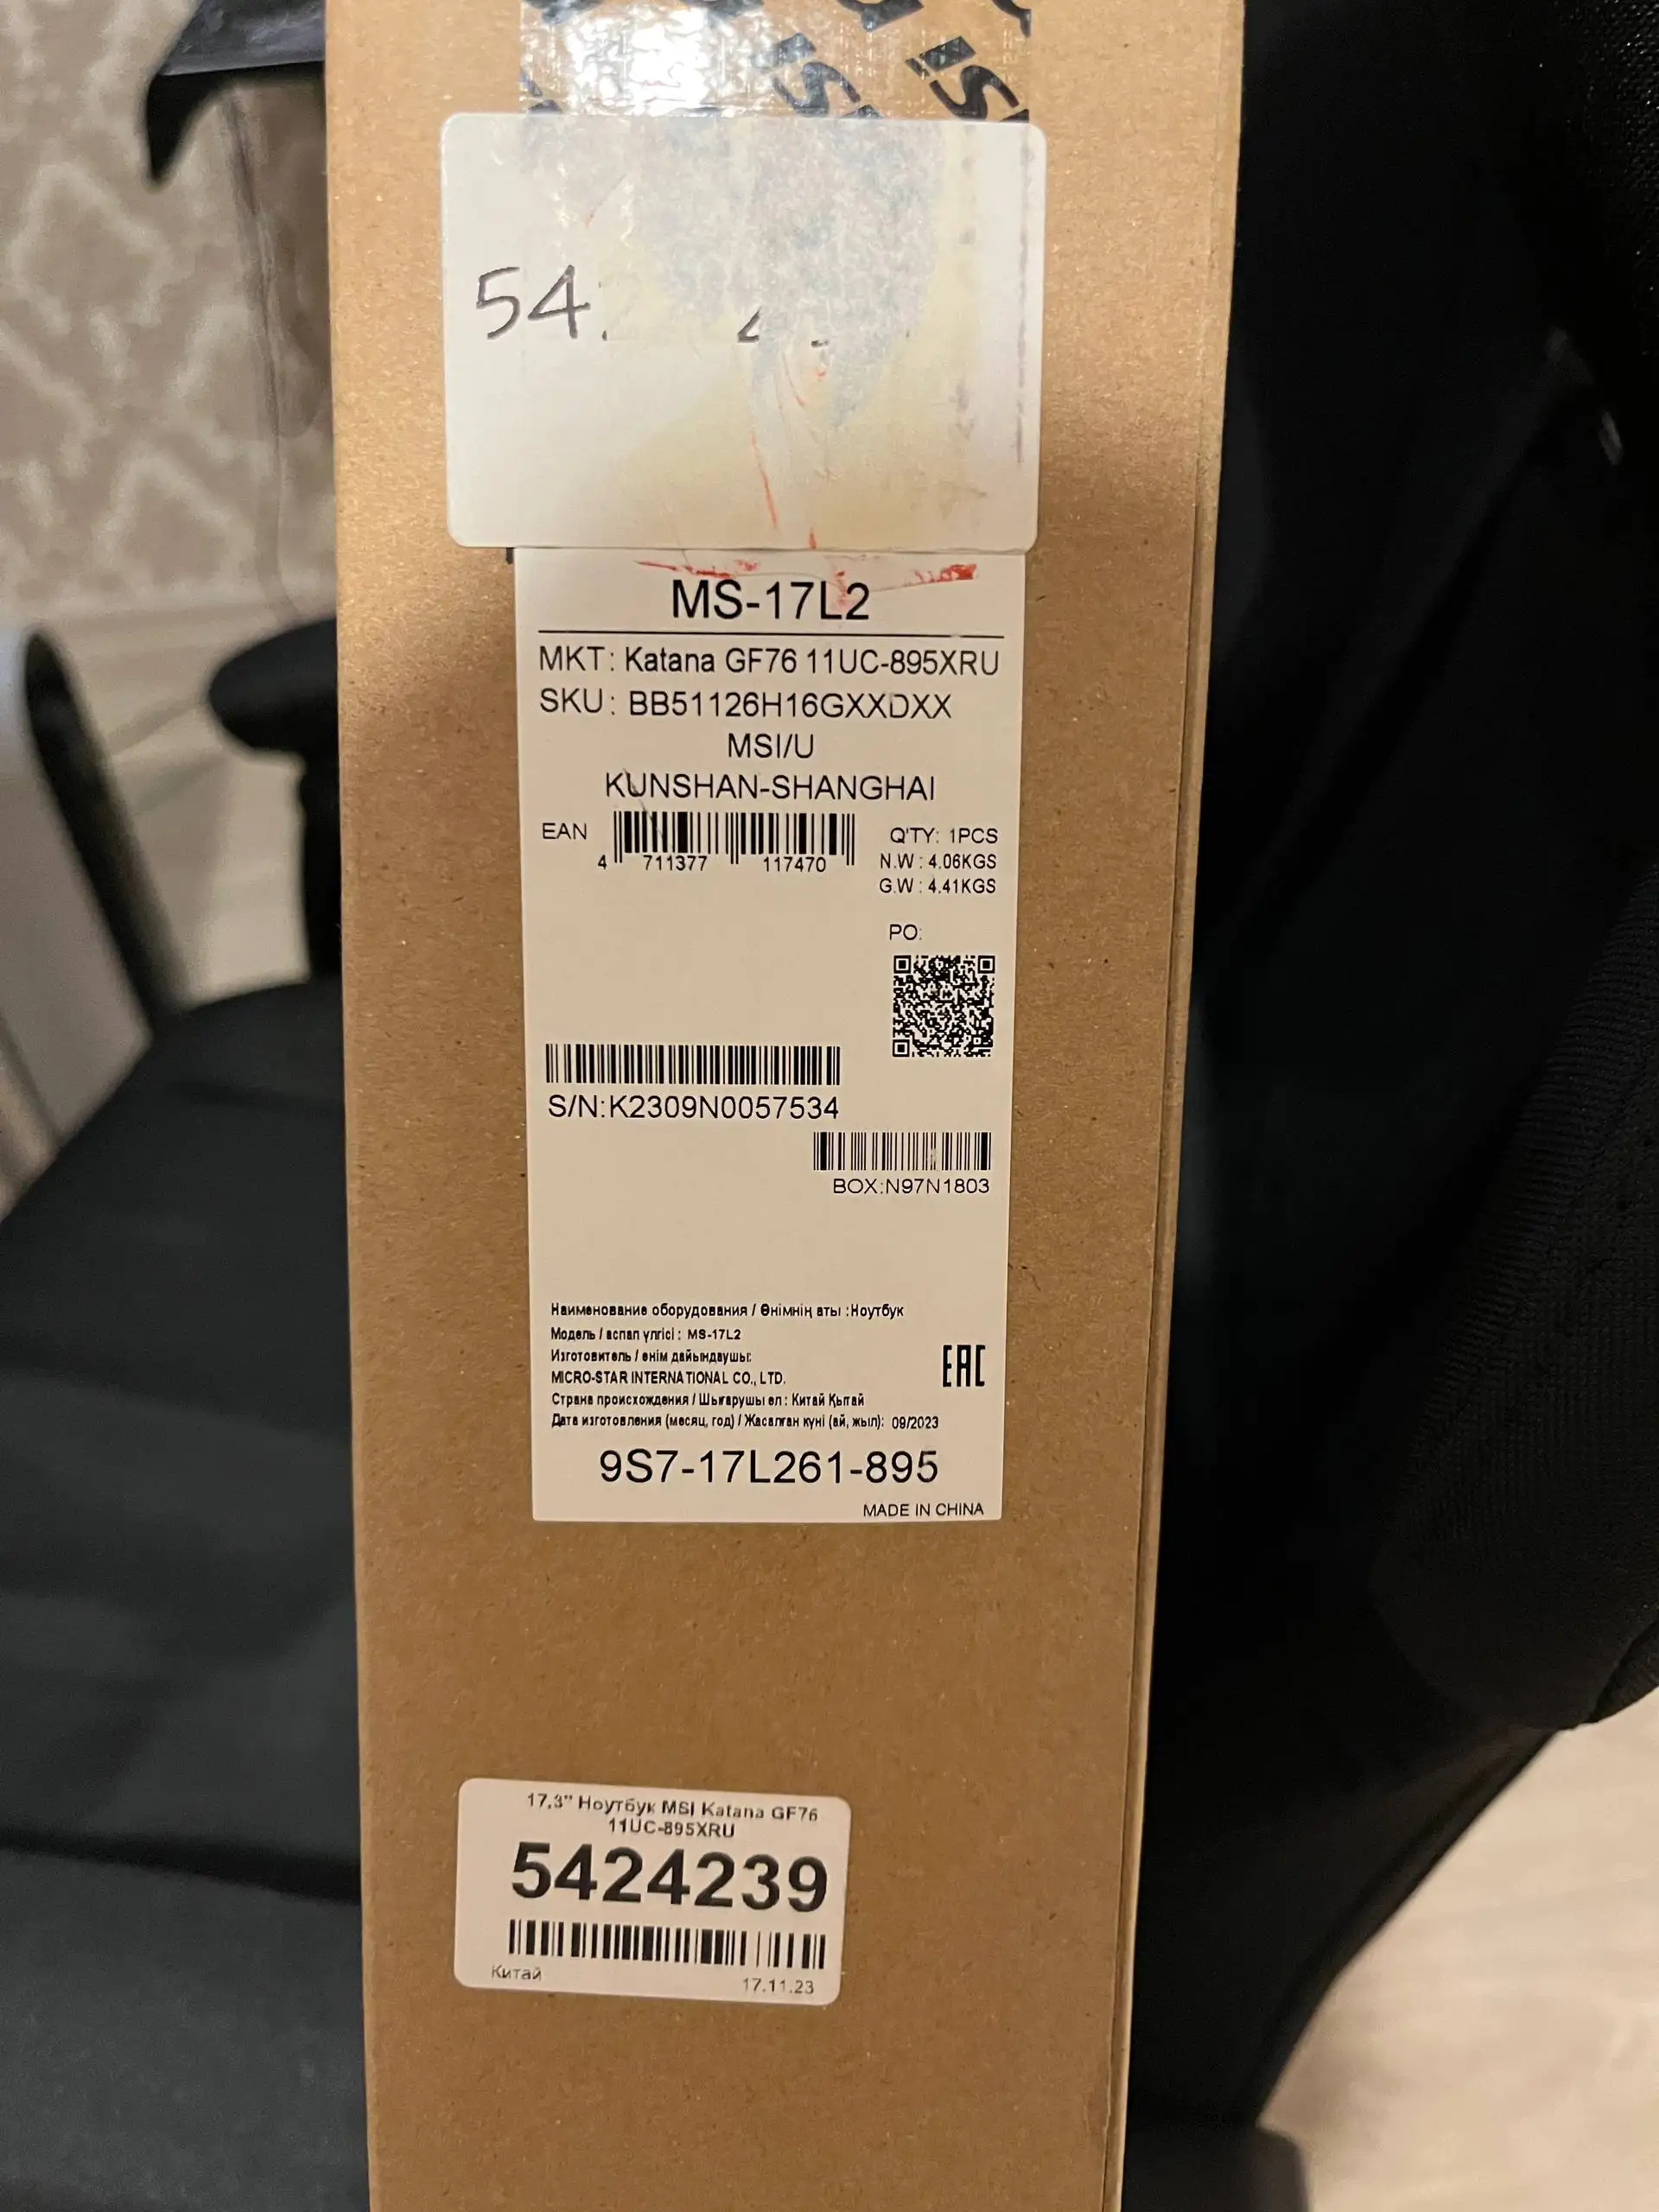 54
MS-17L2
MKT: Katana GF76 11UC-895XRU
SKU: BB51126H16GXXDXX
MSI/U
KUNSHAN-SHANGHAI
EAN
4 711377 117470
Q'TY: 1PCS
N.W: 4.06KGS
G.W: 4.41KGS
PO:
S/N:K2309N0057534
BOX:N97N1803
Наименование оборудования / Өнімнің аты :Ноутбук
Модель / аспап үлгісі : MS-17L2
Изготовитель / өнім дайындаушы:
MICRO-STAR INTERNATIONAL CO., LTD.
Страна происхождения / Шығарушы ел : Китай Қытай
Дата изготовления (месяц, год) / Жасалған күні (ай, жыл): 09/2023
EAC
9S7-17L261-895
MADE IN CHINA
17,3" Ноутбук MSI Katana GF76
11UC-895XRU
5424239
Китай 17.11.23